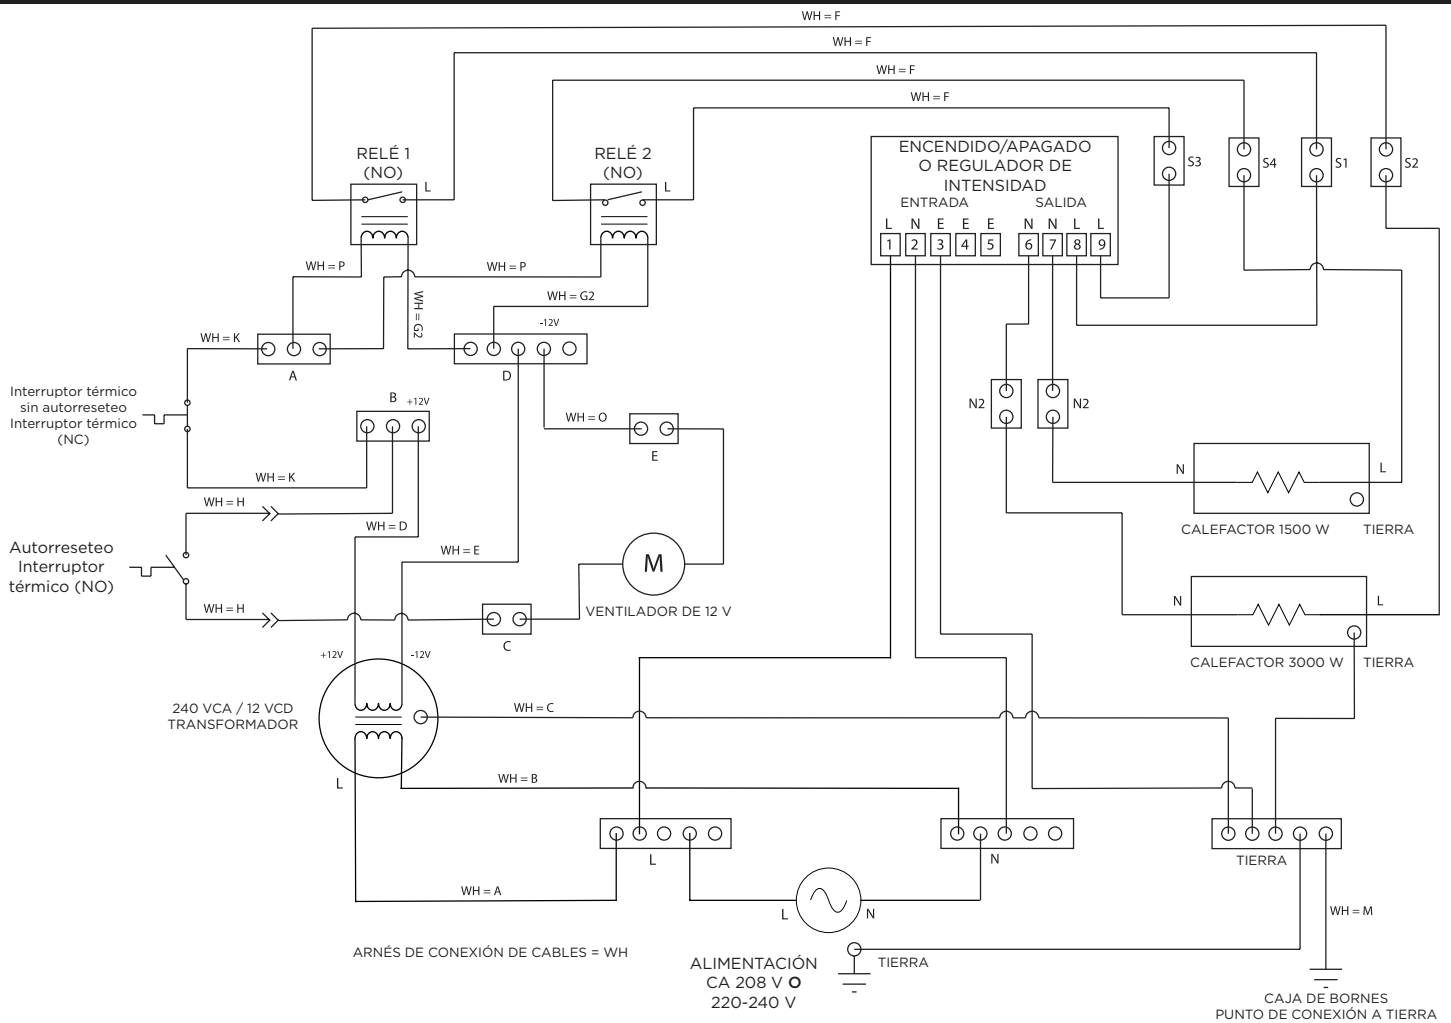 WH = F
WH = F
WH = F
WH = F
RELÉ 1
(NO)
L
RELÉ 2
(NO)
L
ENCENDIDO/APAGADO
O REGULADOR DE
INTENSIDAD
ENTRADA SALIDA
L N E E E N N L L
1 2 3 4 5 6 7 8 9
S3
S4
S1
S2
WH = P
WH = P
WH = G2
WH = G2
-12V
WH = K
A
D
Interruptor térmico
sin autorreseteo
Interruptor térmico
(NC)
B +12V
WH = O
E
N2
N2
WH = K
WH = H
WH = D
WH = E
N
L
CALEFACTOR 1500 W TIERRA
Autorreseteo
Interruptor
térmico (NO)
M
VENTILADOR DE 12 V
WH = H
C
N
L
CALEFACTOR 3000 W TIERRA
+12V
-12V
240 VCA / 12 VCD
TRANSFORMADOR
WH = C
L
WH = B
L
N
TIERRA
WH = A
L
N
WH = M
ARNÉS DE CONEXIÓN DE CABLES = WH
ALIMENTACIÓN
CA 208 V O
220-240 V
TIERRA
CAJA DE BORNES
PUNTO DE CONEXIÓN A TIERRA